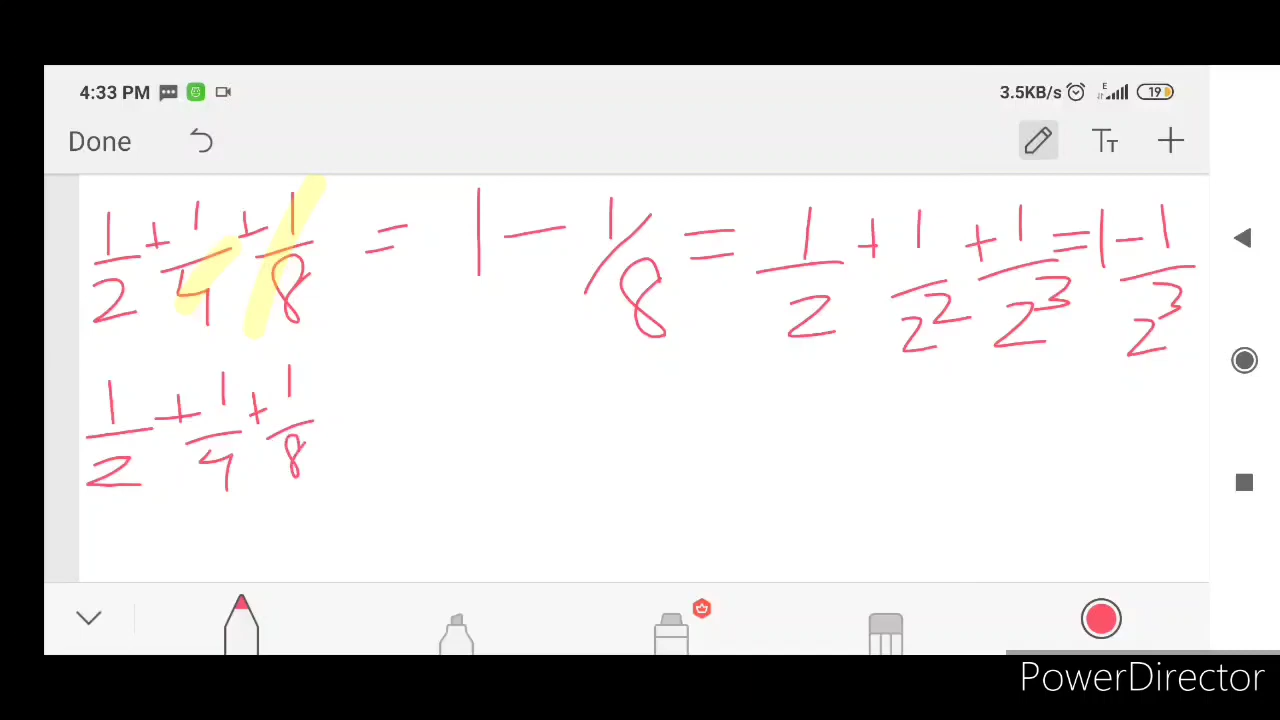 4:33 PM 3.5KB/s E 19
Done TT
1/2 + 1/4 + 1/8 = 1 - 1/8 = 1/2 + 1/2² + 1/2³ = 1 - 1/2³
1/2 + 1/4 + 1/8
PowerDirector